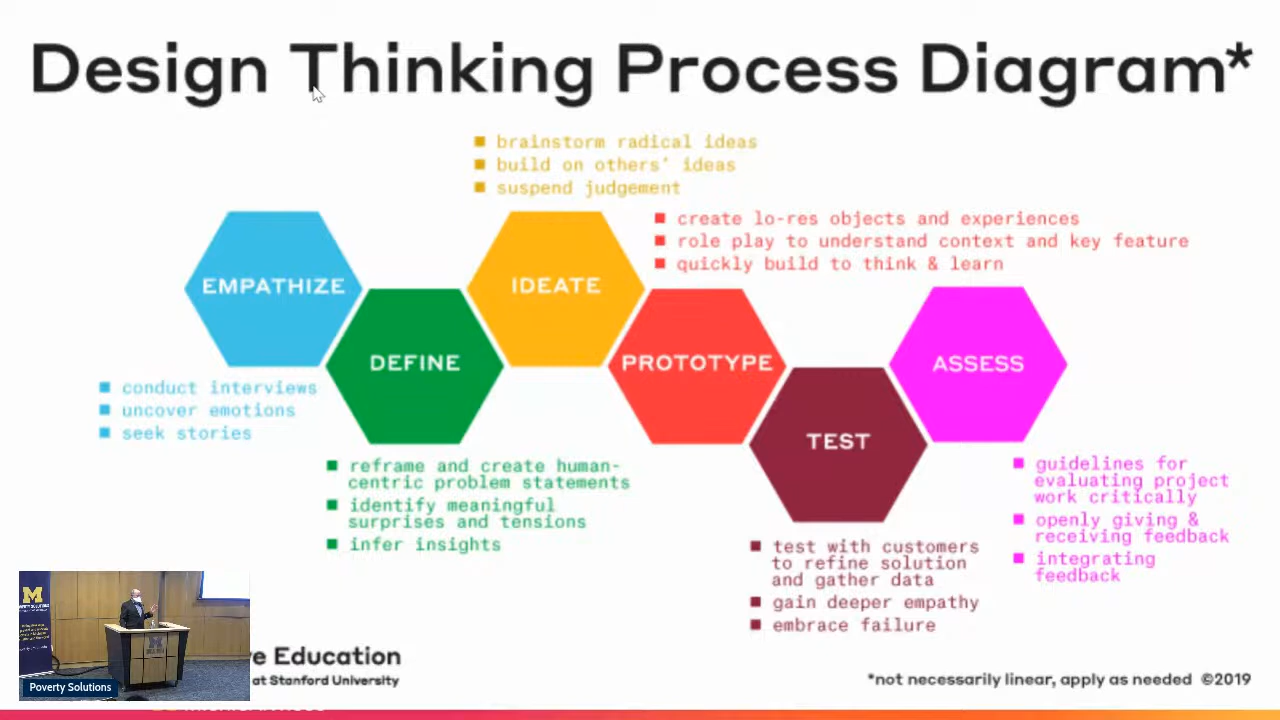 Design Thinking Process Diagram*
brainstorm radical ideas
build on others' ideas
suspend judgement
create lo-res objects and experiences
role play to understand context and key feature
quickly build to think & learn
EMPATHIZE
IDEATE
DEFINE
PROTOTYPE
ASSESS
TEST
conduct interviews
uncover emotions
seek stories
reframe and create human-
centric problem statements
identify meaningful
surprises and tensions
infer insights
guidelines for
evaluating project
work critically
openly giving &
receiving feedback
integrating
feedback
test with customers
to refine solution
and gather data
gain deeper empathy
embrace failure
M
M
Poverty Solutions
Education
at Stanford University
*not necessarily linear, apply as needed ©2019